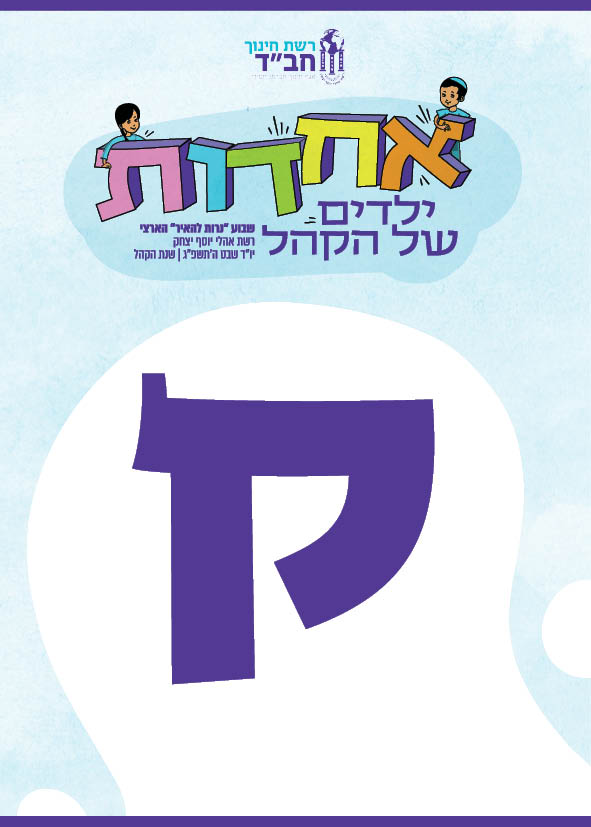 רשת חינוך
חב"ד
אחדות
ילדים
של הקהל
שבוע "נרות להאיר" הארצי
רשת אהלי יוסף יצחק
יו"ד שבט ה'תשפ"ג | שנת הקהל
ק